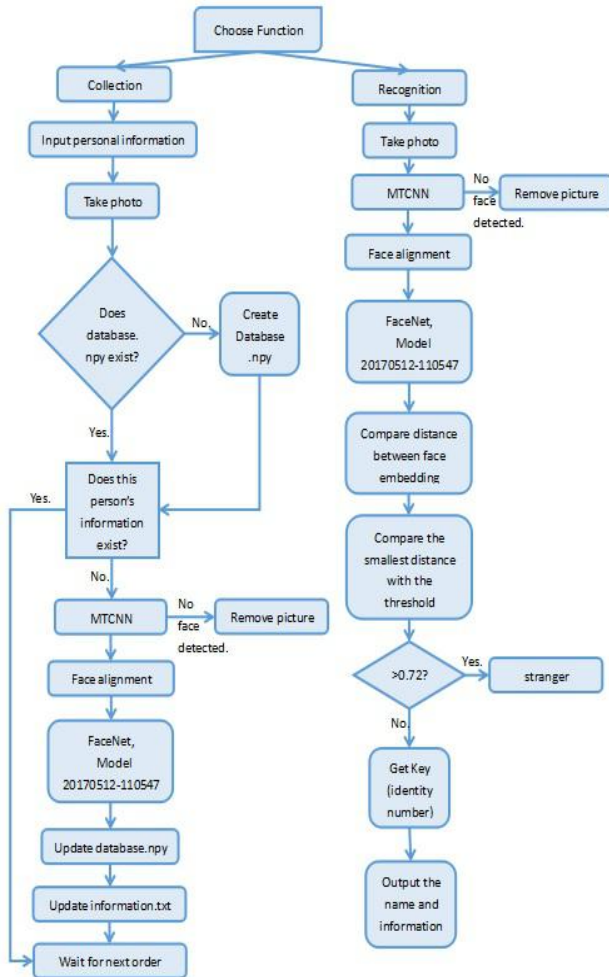 Choose Function
Collection
Input personal information
Take photo
Does
database.
npy exist?
No.
Create
Database
.npy
Yes.
Does this
person's
information
exist?
Yes.
No.
MTCNN
No
face
detected.
Remove picture
Face alignment
FaceNet,
Model
20170512-110547
Update database.npy
Update information.txt
Wait for next order
Recognition
Take photo
MTCNN
No
face
detected.
Remove picture
Face alignment
FaceNet,
Model
20170512-110547
Compare distance
between face
embedding
Compare the
smallest distance
with the
threshold
>0.72?
Yes.
stranger
No.
Get Key
(identity
number)
Output the
name and
information